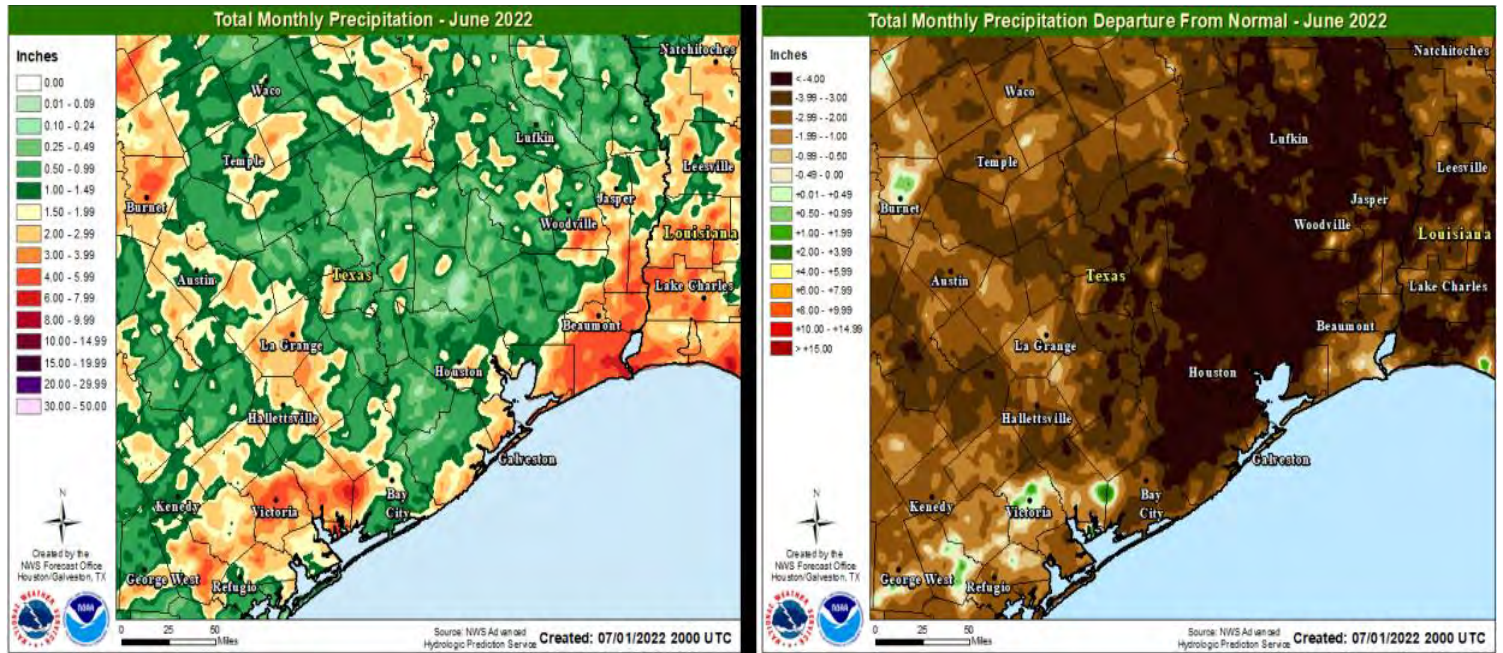 Total Monthly Precipitation - June 2022
Inches
0.00
0.01 - 0.09
0.10 - 0.24
0.25 - 0.49
0.50 - 0.99
1.00 - 1.49
1.50 - 1.99
2.00 - 2.99
3.00 - 3.99
4.00 - 5.99
6.00 - 7.99
8.00 - 9.99
10.00 - 14.99
15.00 - 19.99
20.00 - 29.99
30.00 - 50.00
Natchitoches
Waco
Lufkin
Temple
Leesville
Burnet
Jasper
Woodville
Louisiana
Austin
Texas
Lake Charles
Beaumont
La Grange
Houston
Hallettsville
Galveston
Kenedy
Victoria
Bay
City
George West
Refugio
N
Created by the
NWS Forecast Office
Houston/Galveston, TX
NATIONAL WEATHER SERVICE
NOAA
0 25 50
Miles
Source: NWS Advanced
Hydrologic Prediction Service
Created: 07/01/2022 2000 UTC
Total Monthly Precipitation Departure From Normal - June 2022
Inches
< -4.00
-3.99 - -3.00
-2.99 - -2.00
-1.99 - -1.00
-0.99 - -0.50
-0.49 - 0.00
+0.01 - +0.49
+0.50 - +0.99
+1.00 - +1.99
+2.00 - +3.99
+4.00 - +5.99
+6.00 - +7.99
+8.00 - +9.99
+10.00 - +14.99
> +15.00
Natchitoches
Waco
Lufkin
Temple
Leesville
Burnet
Jasper
Woodville
Louisiana
Austin
Texas
Lake Charles
Beaumont
La Grange
Houston
Hallettsville
Galveston
Kenedy
Victoria
Bay
City
George West
Refugio
N
Created by the
NWS Forecast Office
Houston/Galveston, TX
NATIONAL WEATHER SERVICE
NOAA
0 25 50
Miles
Source: NWS Advanced
Hydrologic Prediction Service
Created: 07/01/2022 2000 UTC